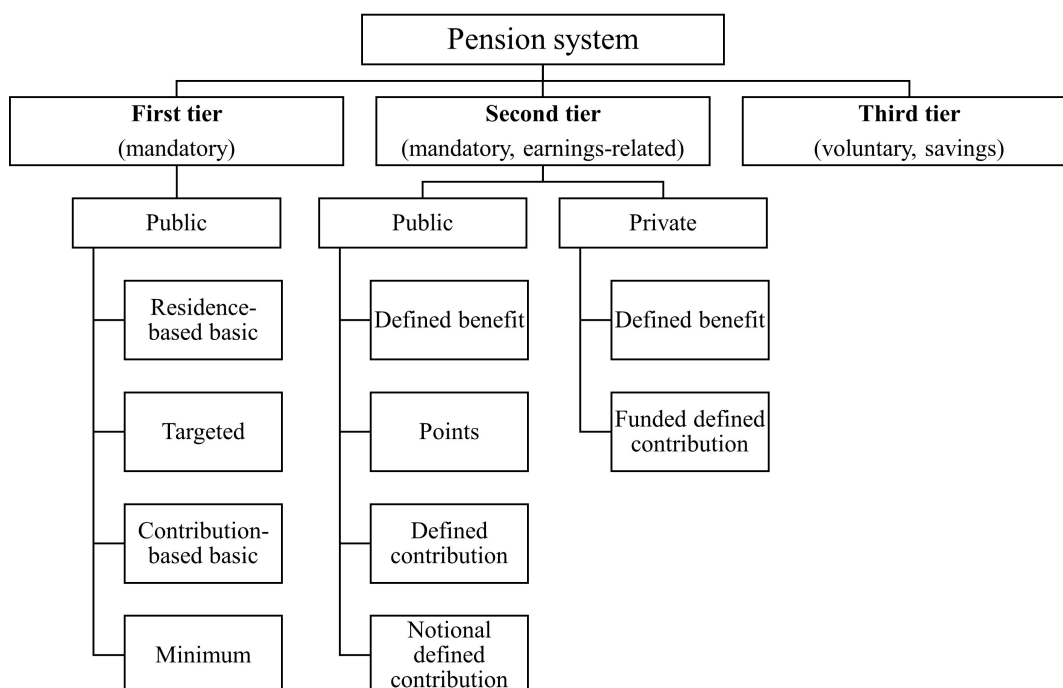 Pension system
First tier
(mandatory)
Second tier
(mandatory, earnings-related)
Third tier
(voluntary, savings)
Public
Residence-
based basic
Targeted
Contribution-
based basic
Minimum
Public
Defined benefit
Points
Defined
contribution
Notional
defined
contribution
Private
Defined benefit
Funded defined
contribution